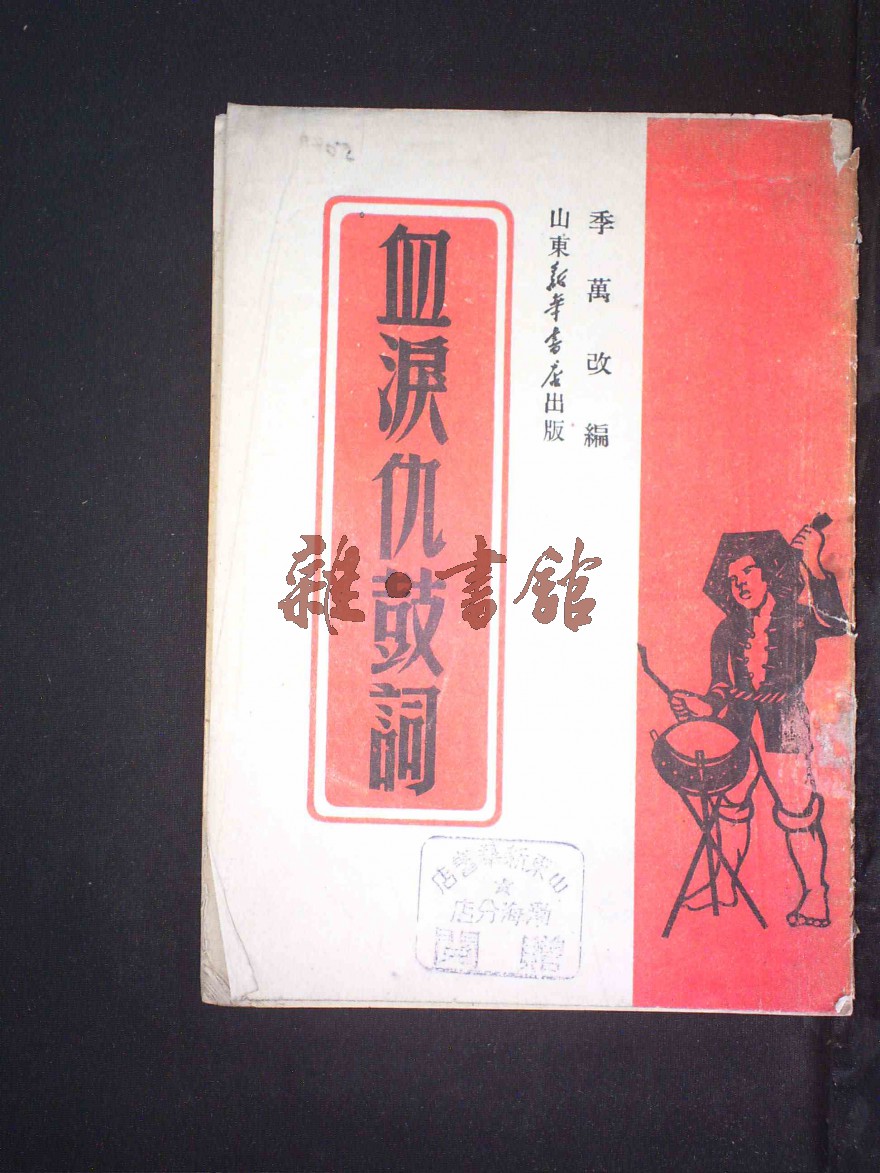 季萬改編
山東新华書店出版
血淚仇鼓詞
雜·書館
山東新華書店
渤海分店
贈閱